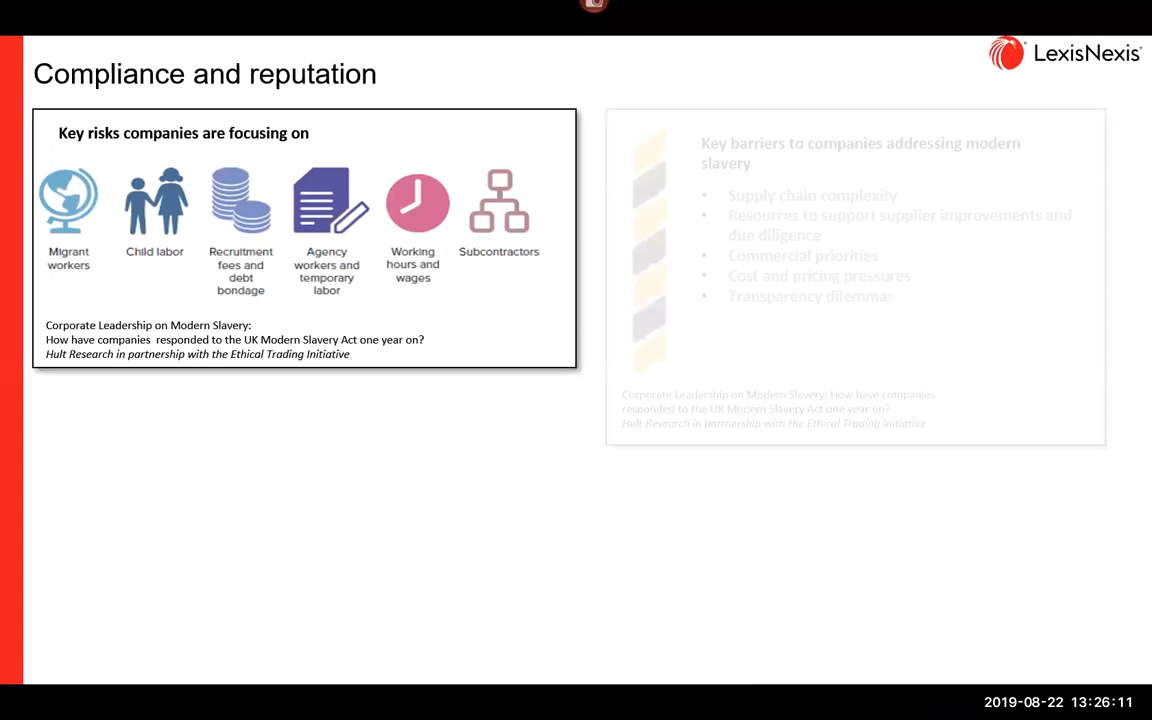 LexisNexis®
Compliance and reputation
Key risks companies are focusing on
Migrant
workers
Child labor
Recruitment
fees and
debt
bondage
Agency
workers and
temporary
labor
Working
hours and
wages
Subcontractors
Corporate Leadership on Modern Slavery:
How have companies responded to the UK Modern Slavery Act one year on?
Hult Research in partnership with the Ethical Trading Initiative
Key barriers to companies addressing modern
slavery
• Supply chain complexity
• Resources to support supplier improvements and
due diligence
• Commercial priorities
• Cost and pricing pressures
• Transparency dilemmar
Corporate Leadership on Modern Slavery: How have companies
responded to the UK Modern Slavery Act one year on?
Hult Research in partnership with the Ethical Trading Initiative
2019-08-22 13:26:11